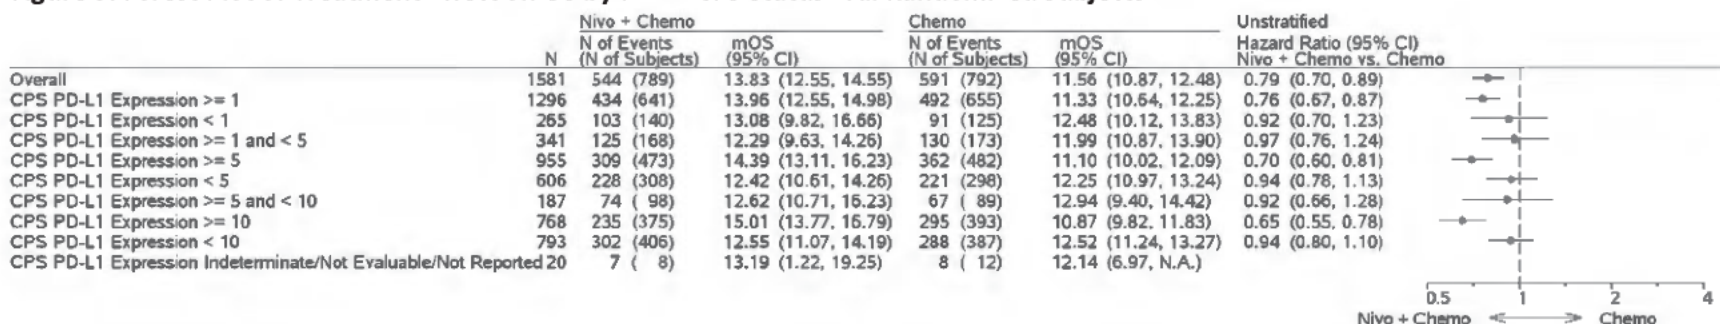 Nivo + Chemo Chemo Unstratified
N of Events mOS N of Events mOS Hazard Ratio (95% CI)
N (N of Subjects) (95% CI) (N of Subjects) (95% CI) Nivo + Chemo vs. Chemo
Overall 1581 544 (789) 13.83 (12.55, 14.55) 591 (792) 11.56 (10.87, 12.48) 0.79 (0.70, 0.89)
CPS PD-L1 Expression >= 1 1296 434 (641) 13.96 (12.55, 14.98) 492 (655) 11.33 (10.64, 12.25) 0.76 (0.67, 0.87)
CPS PD-L1 Expression < 1 265 103 (140) 13.08 (9.82, 16.66) 91 (125) 12.48 (10.12, 13.83) 0.92 (0.70, 1.23)
CPS PD-L1 Expression >= 1 and < 5 341 125 (168) 12.29 (9.63, 14.26) 130 (173) 11.99 (10.87, 13.90) 0.97 (0.76, 1.24)
CPS PD-L1 Expression >= 5 955 309 (473) 14.39 (13.11, 16.23) 362 (482) 11.10 (10.02, 12.09) 0.70 (0.60, 0.81)
CPS PD-L1 Expression < 5 606 228 (308) 12.42 (10.61, 14.26) 221 (298) 12.25 (10.97, 13.24) 0.94 (0.78, 1.13)
CPS PD-L1 Expression >= 5 and < 10 187 74 ( 98) 12.62 (10.71, 16.23) 67 ( 89) 12.94 (9.40, 14.42) 0.92 (0.66, 1.28)
CPS PD-L1 Expression >= 10 768 235 (375) 15.01 (13.77, 16.79) 295 (393) 10.87 (9.82, 11.83) 0.65 (0.55, 0.78)
CPS PD-L1 Expression < 10 793 302 (406) 12.55 (11.07, 14.19) 288 (387) 12.52 (11.24, 13.27) 0.94 (0.80, 1.10)
CPS PD-L1 Expression Indeterminate/Not Evaluable/Not Reported 20 7 ( 8) 13.19 (1.22, 19.25) 8 ( 12) 12.14 (6.97, N.A.)
0.5 1 2 4
Nivo + Chemo Chemo